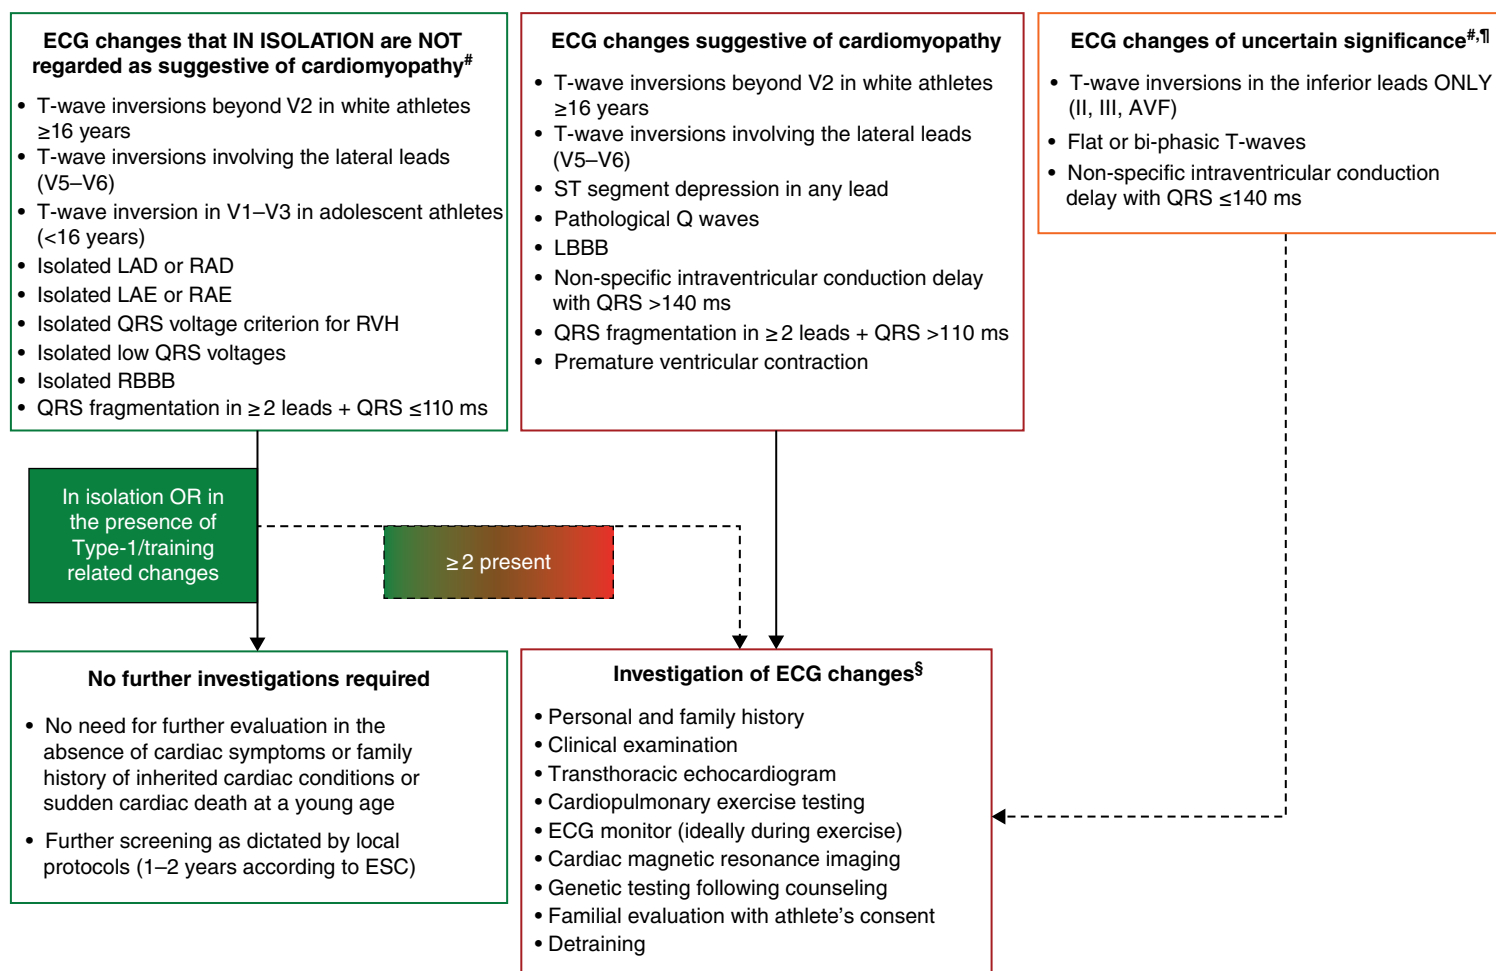 ECG changes that IN ISOLATION are NOT
regarded as suggestive of cardiomyopathy#
• T-wave inversions beyond V2 in white athletes
≥16 years
• T-wave inversions involving the lateral leads
(V5–V6)
• T-wave inversion in V1–V3 in adolescent athletes
(<16 years)
• Isolated LAD or RAD
• Isolated LAE or RAE
• Isolated QRS voltage criterion for RVH
• Isolated low QRS voltages
• Isolated RBBB
• QRS fragmentation in ≥2 leads + QRS ≤110 ms
ECG changes suggestive of cardiomyopathy
• T-wave inversions beyond V2 in white athletes
≥16 years
• T-wave inversions involving the lateral leads
(V5–V6)
• ST segment depression in any lead
• Pathological Q waves
• LBBB
• Non-specific intraventricular conduction delay
with QRS >140 ms
• QRS fragmentation in ≥2 leads + QRS >110 ms
• Premature ventricular contraction
ECG changes of uncertain significance#,¶
• T-wave inversions in the inferior leads ONLY
(II, III, AVF)
• Flat or bi-phasic T-waves
• Non-specific intraventricular conduction
delay with QRS ≤140 ms
In isolation OR in
the presence of
Type-1/training
related changes
≥2 present
No further investigations required
• No need for further evaluation in the
absence of cardiac symptoms or family
history of inherited cardiac conditions or
sudden cardiac death at a young age
• Further screening as dictated by local
protocols (1–2 years according to ESC)
Investigation of ECG changes§
• Personal and family history
• Clinical examination
• Transthoracic echocardiogram
• Cardiopulmonary exercise testing
• ECG monitor (ideally during exercise)
• Cardiac magnetic resonance imaging
• Genetic testing following counseling
• Familial evaluation with athlete's consent
• Detraining